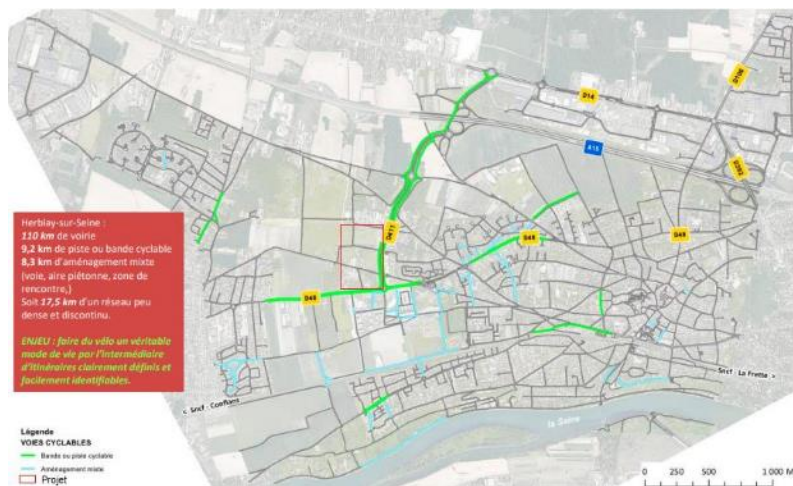 D106
D14
A15
D392
D411
D48
D48
D48
Herblay-sur-Seine :
110 km de voirie
9,2 km de piste ou bande cyclable
8,3 km d'aménagement mixte
(voie, aire piétonne, zone de
rencontre,)
Soit 17,5 km d'un réseau peu
dense et discontinu.
ENJEU : faire du vélo un véritable
mode de vie par l'intermédiaire
d'itinéraires clairement définis et
facilement identifiables.
< Sncf - Conflans
Sncf - La Frette >
la Seine
Légende
VOIES CYCLABLES
Bande ou piste cyclable
Aménagement mixte
Projet
0 250 500 1 000 M